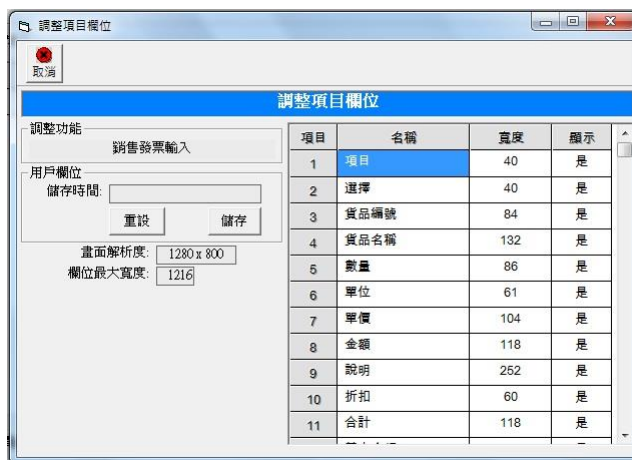 調整項目欄位
取消
調整項目欄位
調整功能
銷售發票輸入
用戶欄位
儲存時間:
重設 儲存
畫面解析度: 1280 x 800
欄位最大寬度: 1216
項目 名稱 寬度 顯示
1 項目 40 是
2 選擇 40 是
3 貨品編號 84 是
4 貨品名稱 132 是
5 數量 86 是
6 單位 61 是
7 單價 104 是
8 金額 118 是
9 說明 252 是
10 折扣 60 是
11 合計 118 是